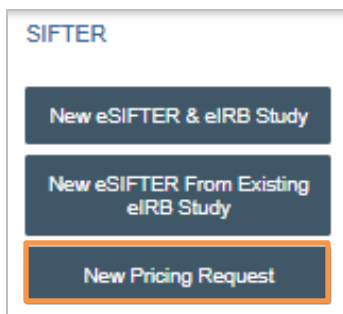 SIFTER
New eSIFTER & eIRB Study
New eSIFTER From Existing
eIRB Study
New Pricing Request